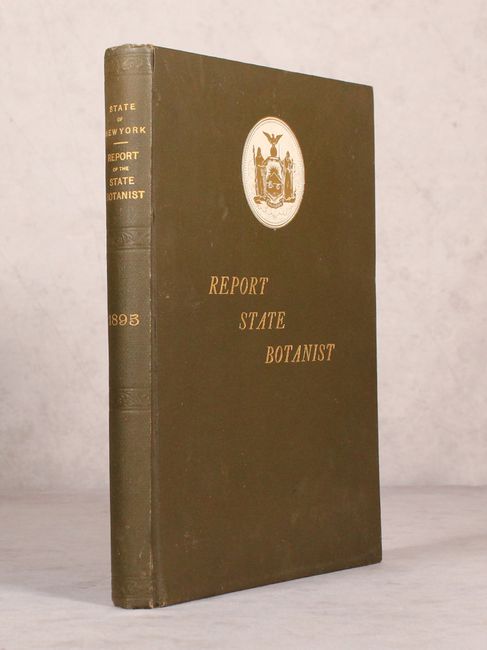 STATE
OF
NEW YORK
REPORT
OF THE
STATE
BOTANIST
1895
REPORT
STATE
BOTANIST